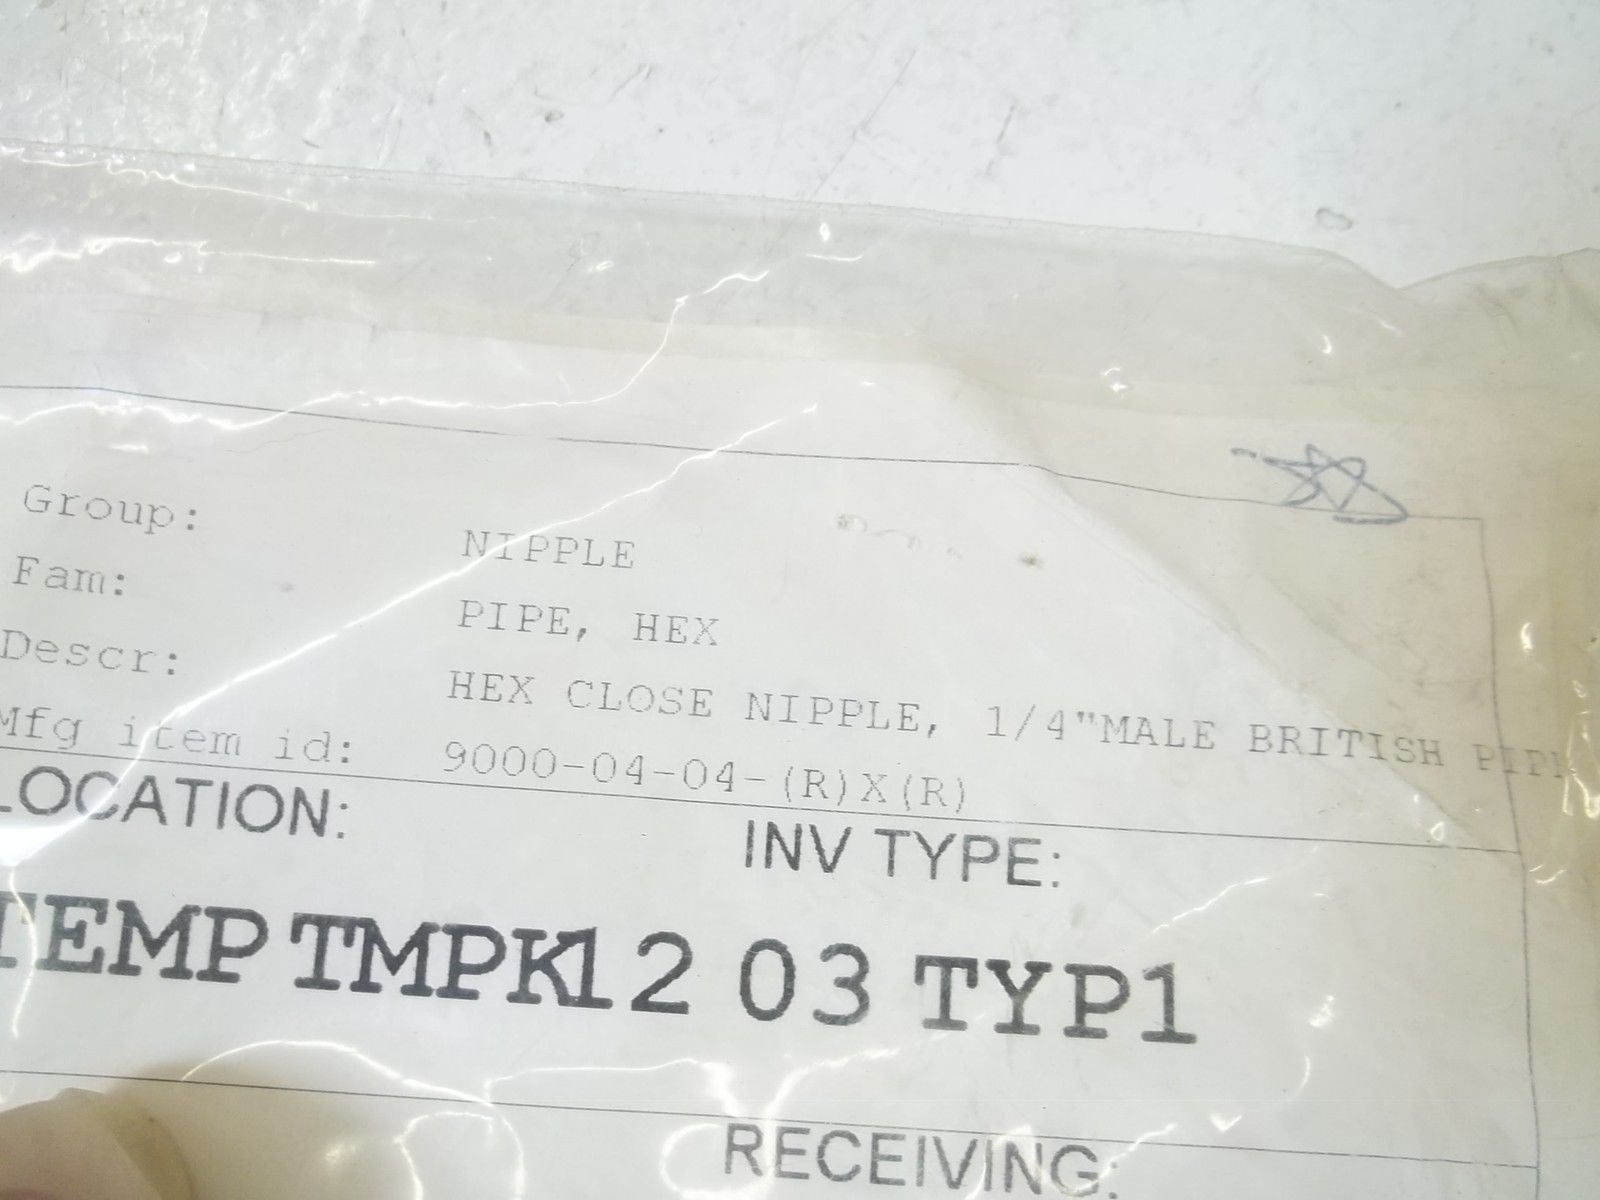 Group: NIPPLE
Fam: PIPE, HEX
Descr: HEX CLOSE NIPPLE, 1/4"MALE BRITISH PIP
Mfg item id: 9000-04-04-(R)X(R)
LOCATION: INV TYPE:
TEMP TMPK12 03 TYP1
RECEIVING: